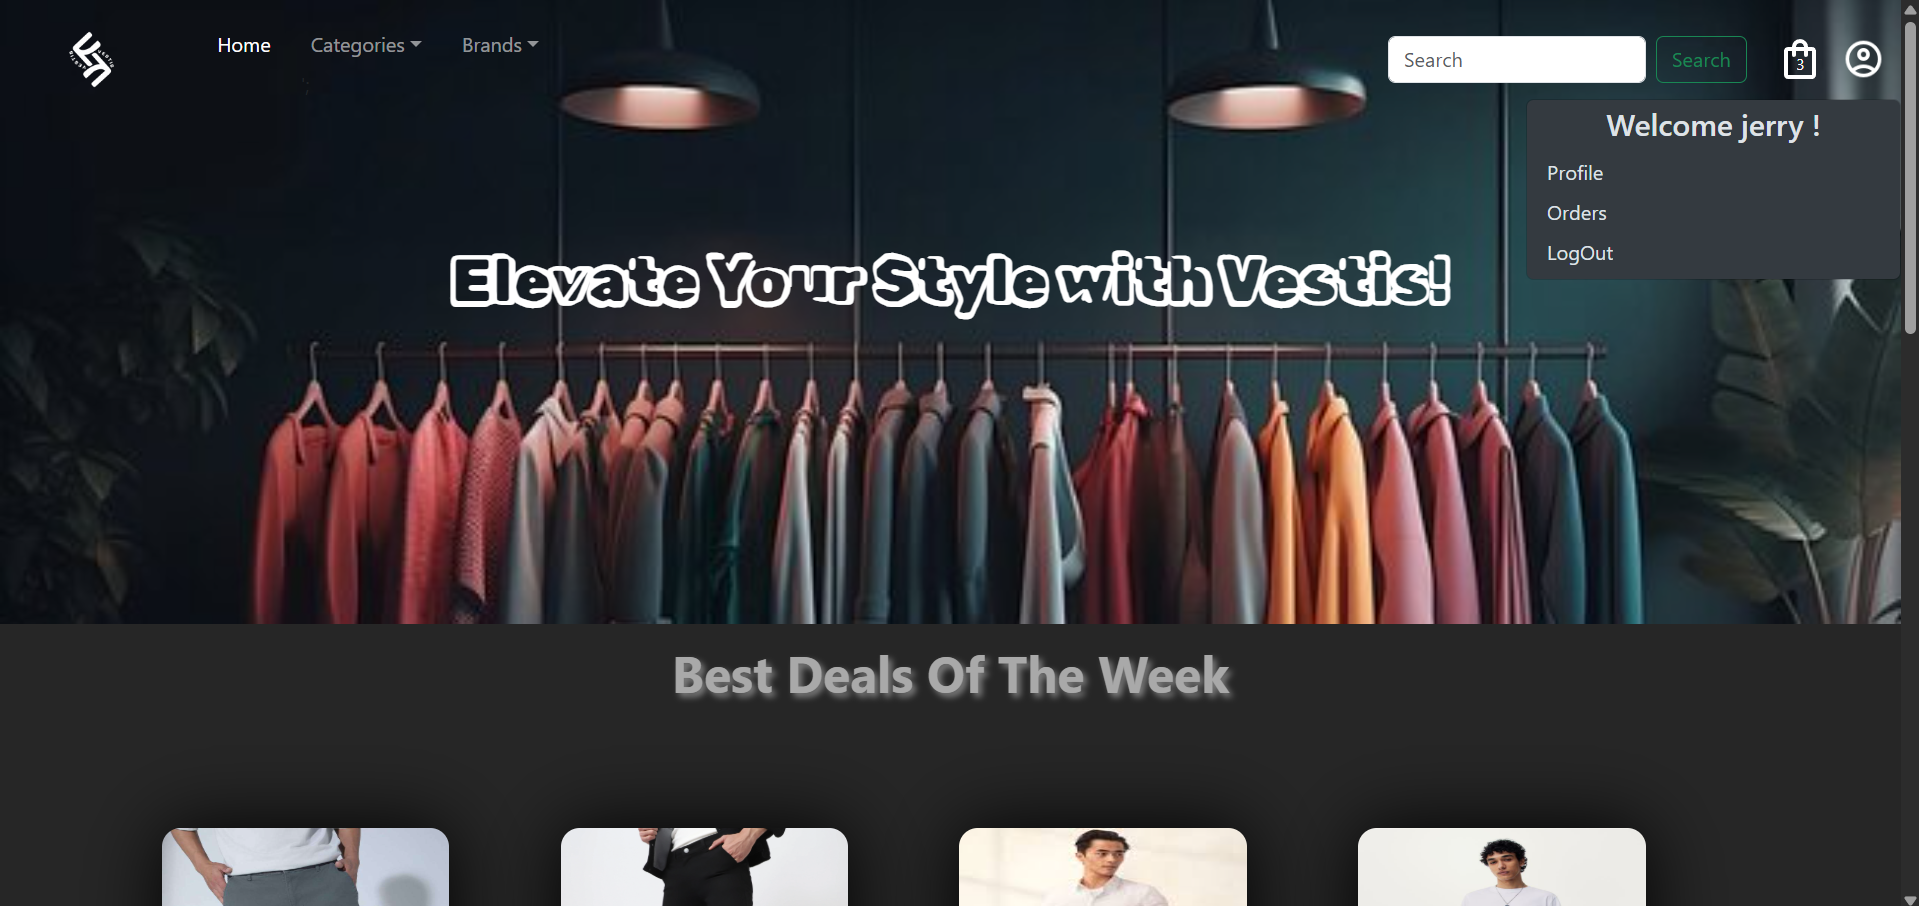 Home
Categories
Brands
Search
Search
3
Welcome jerry !
Profile
Orders
LogOut
Elevate Your Style with Vestis!
Best Deals Of The Week